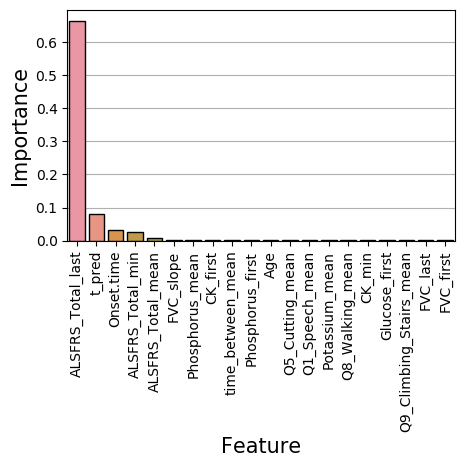 Importance
0.6
0.5
0.4
0.3
0.2
0.1
0.0
ALSFRS_Total_last
t_pred
Onset.time
ALSFRS_Total_min
ALSFRS_Total_mean
FVC_slope
Phosphorus_mean
CK_first
time_between_mean
Phosphorus_first
Age
Q5_Cutting_mean
Q1_Speech_mean
Potassium_mean
Q8_Walking_mean
CK_min
Glucose_first
Q9_Climbing_Stairs_mean
FVC_last
FVC_first
Feature